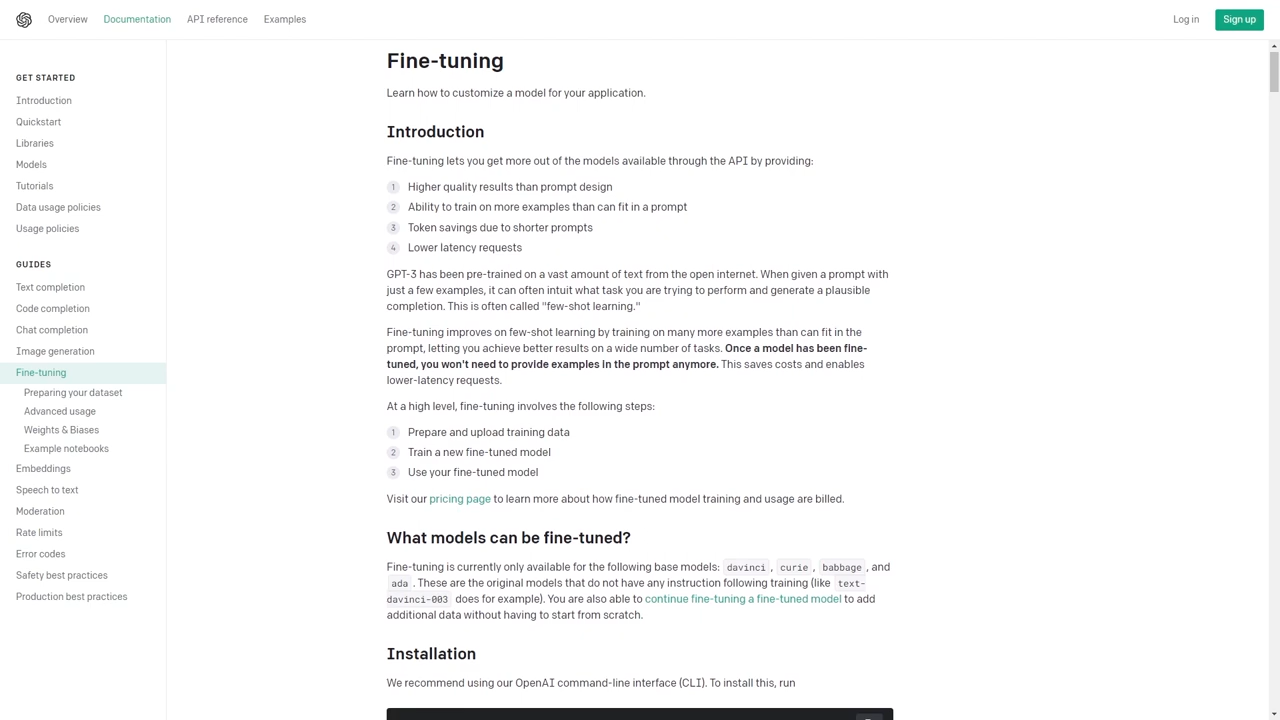 Overview Documentation API reference Examples Log in Sign up
GET STARTED
Introduction
Quickstart
Libraries
Models
Tutorials
Data usage policies
Usage policies
GUIDES
Text completion
Code completion
Chat completion
Image generation
Fine-tuning
Preparing your dataset
Advanced usage
Weights & Biases
Example notebooks
Embeddings
Speech to text
Moderation
Rate limits
Error codes
Safety best practices
Production best practices
Fine-tuning
Learn how to customize a model for your application.
Introduction
Fine-tuning lets you get more out of the models available through the API by providing:
1 Higher quality results than prompt design
2 Ability to train on more examples than can fit in a prompt
3 Token savings due to shorter prompts
4 Lower latency requests
GPT-3 has been pre-trained on a vast amount of text from the open internet. When given a prompt with
just a few examples, it can often intuit what task you are trying to perform and generate a plausible
completion. This is often called "few-shot learning."
Fine-tuning improves on few-shot learning by training on many more examples than can fit in the
prompt, letting you achieve better results on a wide number of tasks. Once a model has been fine-
tuned, you won't need to provide examples in the prompt anymore. This saves costs and enables
lower-latency requests.
At a high level, fine-tuning involves the following steps:
1 Prepare and upload training data
2 Train a new fine-tuned model
3 Use your fine-tuned model
Visit our pricing page to learn more about how fine-tuned model training and usage are billed.
What models can be fine-tuned?
Fine-tuning is currently only available for the following base models: davinci , curie , babbage , and
ada . These are the original models that do not have any instruction following training (like text-
davinci-003 does for example). You are also able to continue fine-tuning a fine-tuned model to add
additional data without having to start from scratch.
Installation
We recommend using our OpenAI command-line interface (CLI). To install this, run